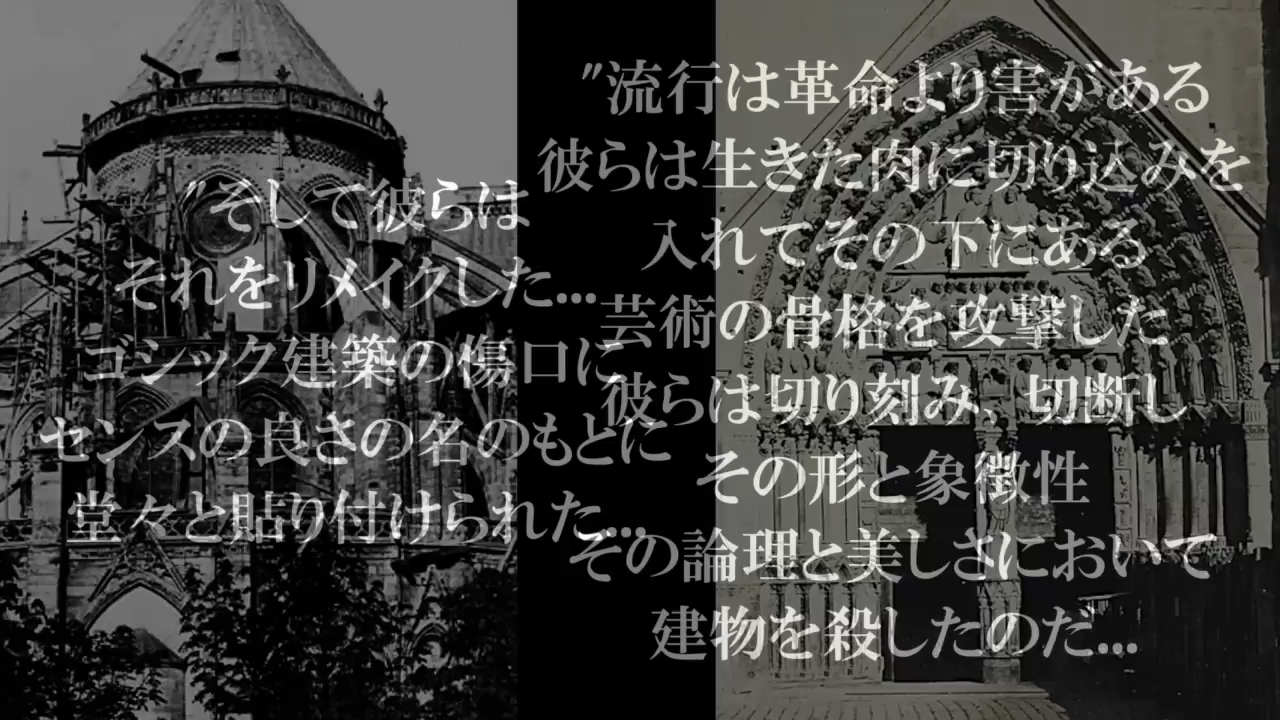 "流行は革命より害がある
彼らは生きた肉に切り込みを
入れてその下にある
芸術の骨格を攻撃した
彼らは切り刻み、切断し
その形と象徴性
その論理と美しさにおいて
建物を殺したのだ...
"そして彼らは
それをリメイクした...
ゴシック建築の傷口に
センスの良さの名のもとに
堂々と貼り付けられた...